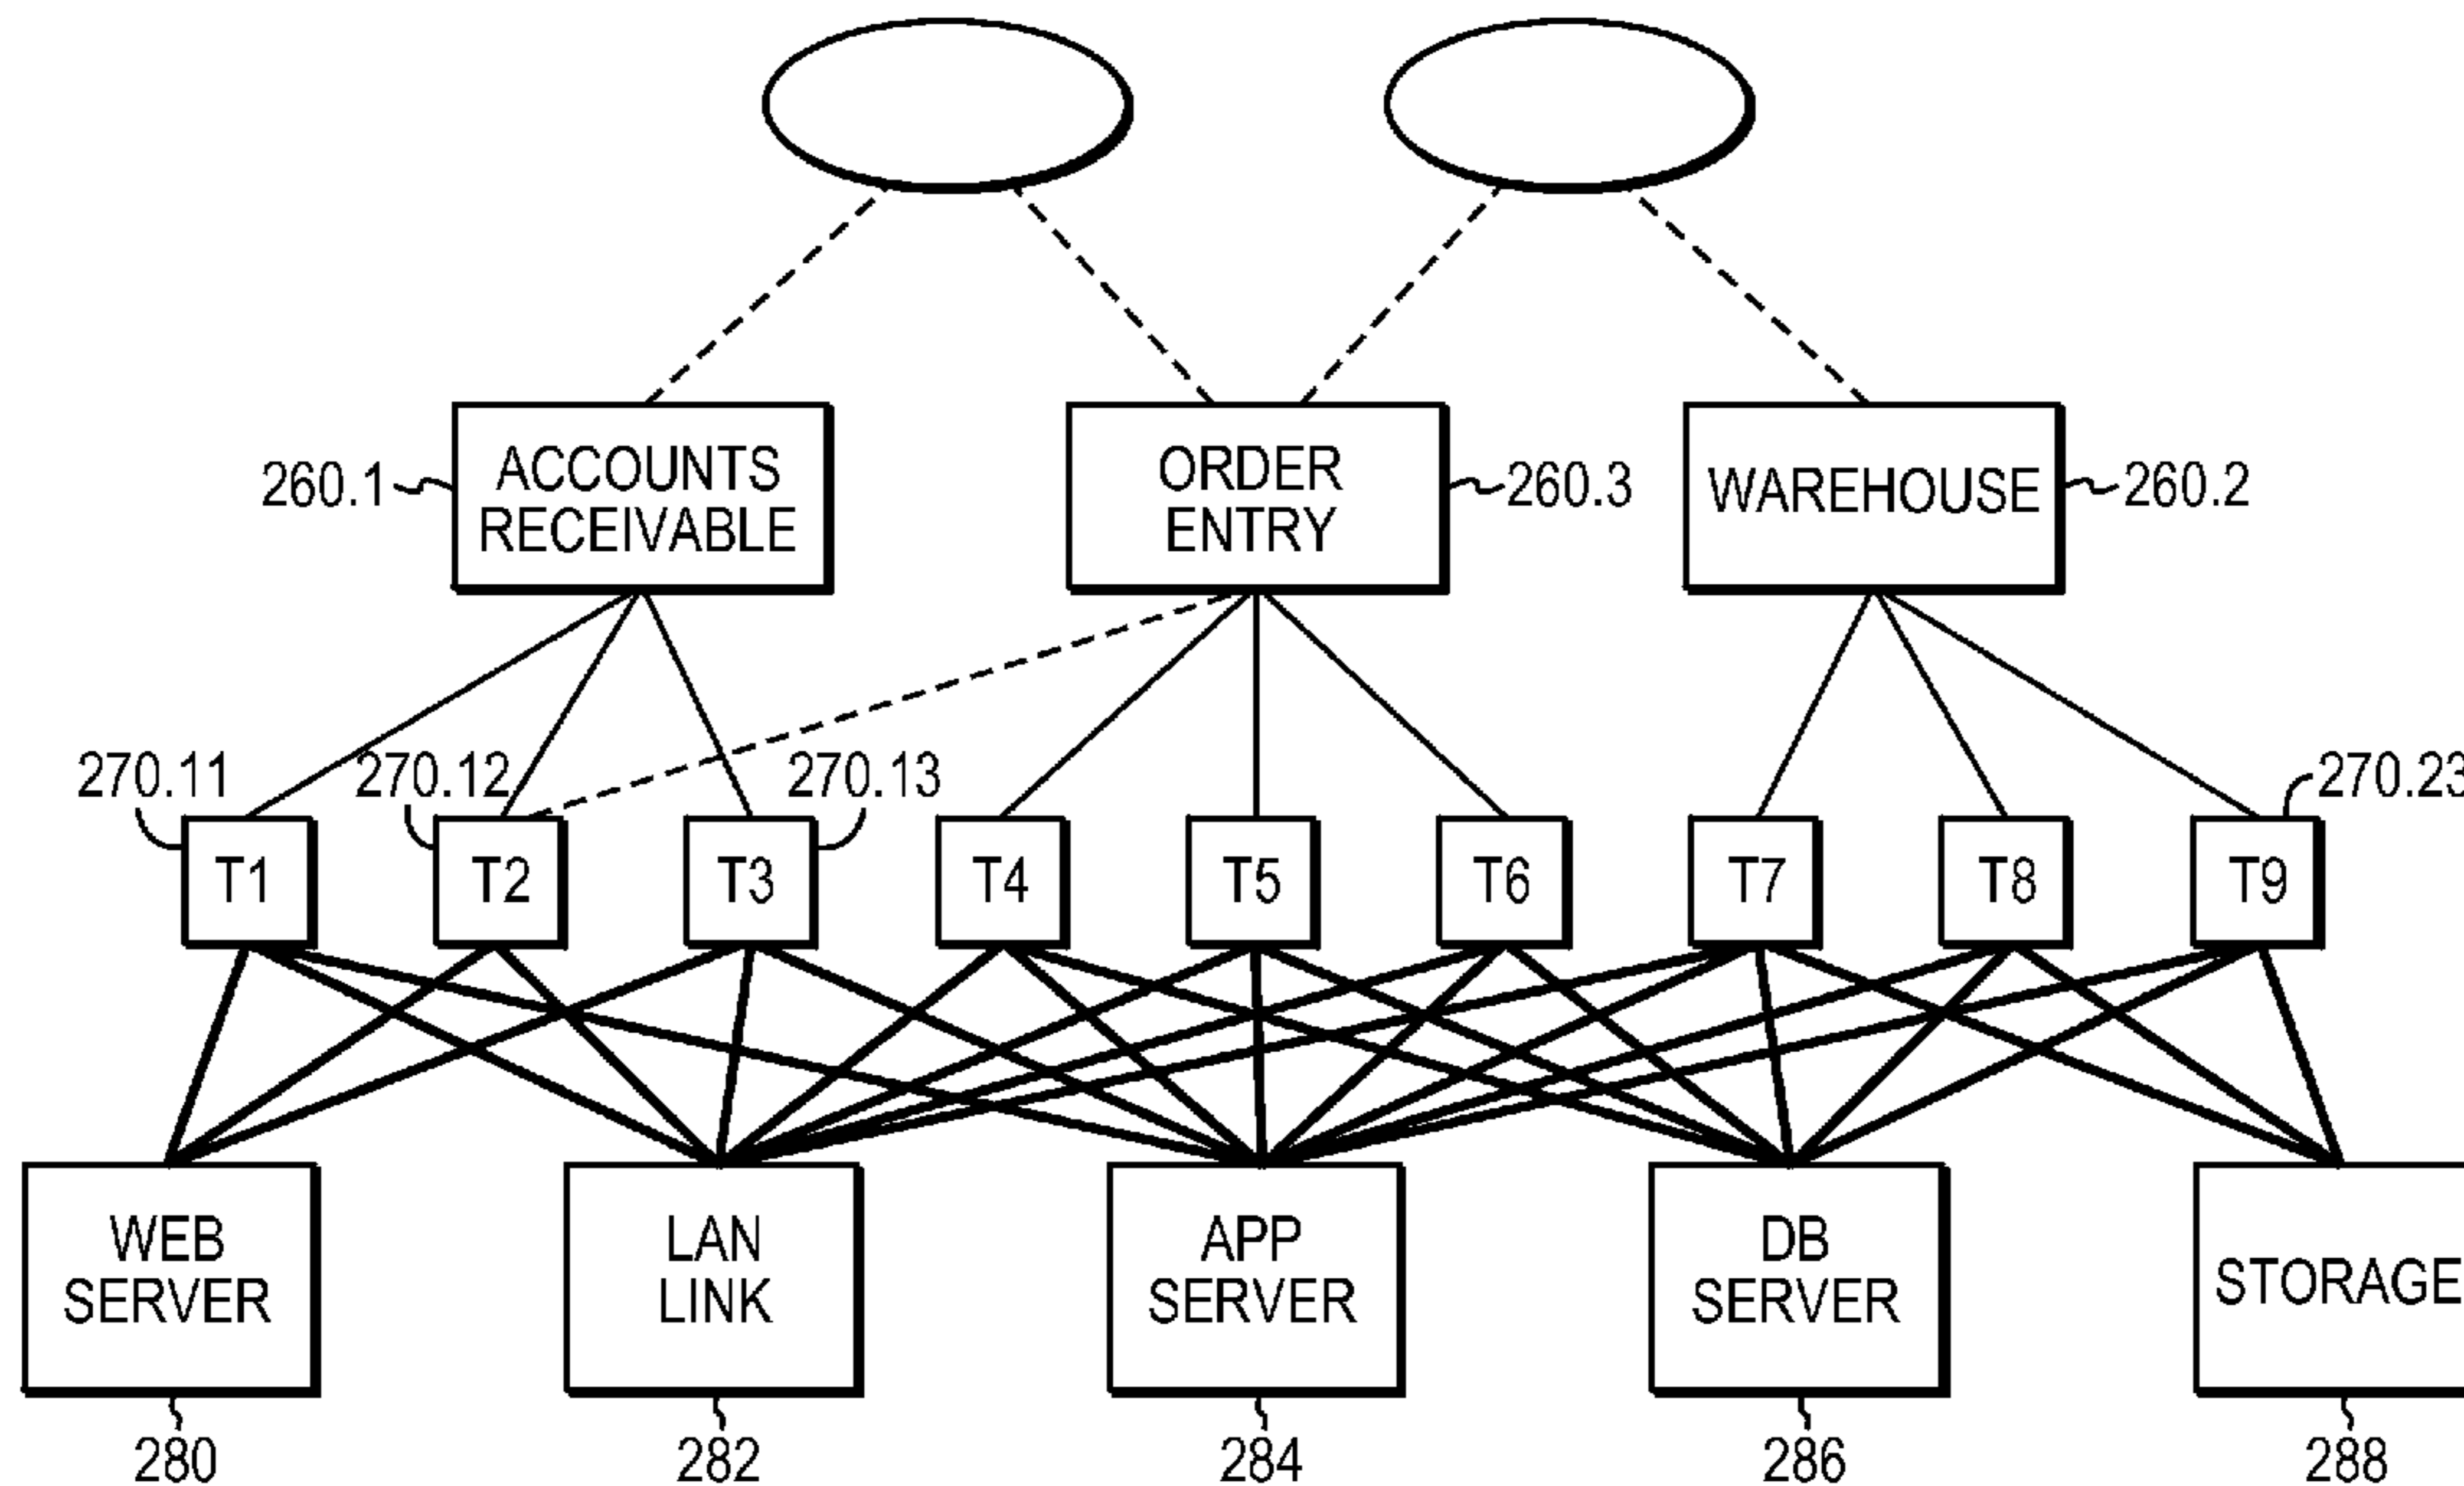 ACCOUNTS
RECEIVABLE
260.1
ORDER
ENTRY
260.3
WAREHOUSE
260.2
270.11
270.12
270.13
270.23
T1
T2
T3
T4
T5
T6
T7
T8
T9
WEB
SERVER
LAN
LINK
APP
SERVER
DB
SERVER
STORAGE
280
282
284
286
288